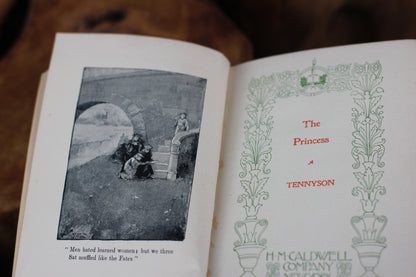 " Men hated learned women; but we three
Sat muffled like the Fates."
The
Princess
TENNYSON
H M CALDWELL
COMPANY